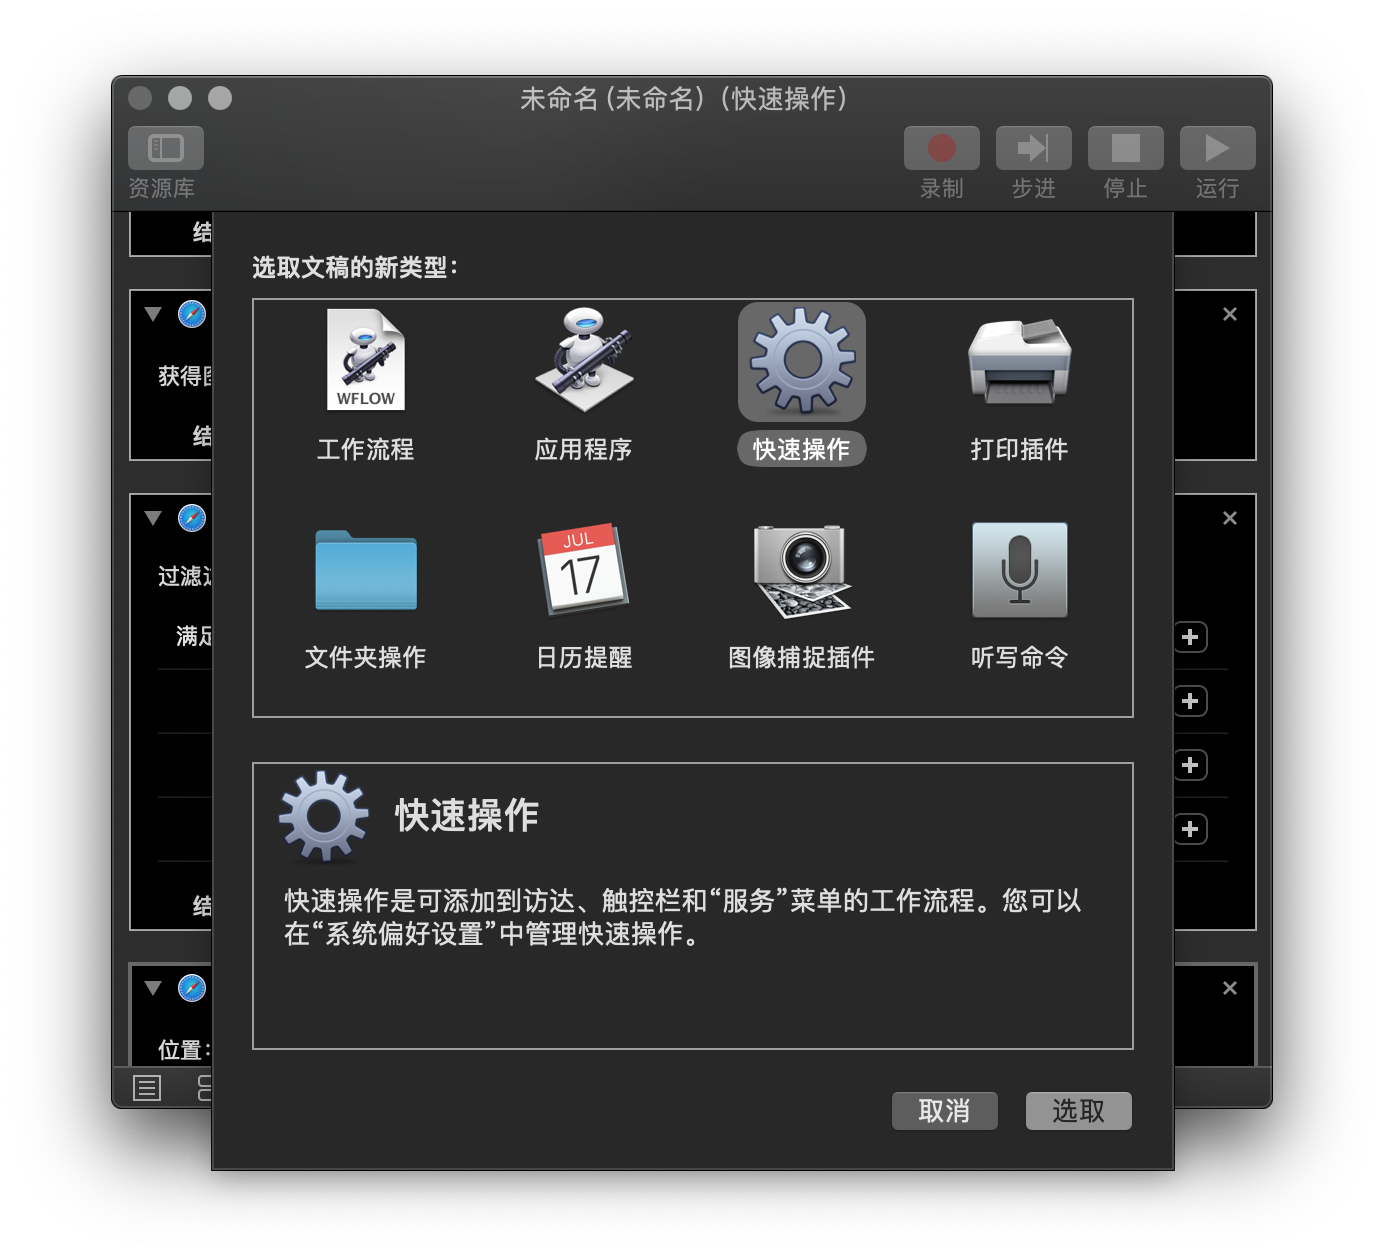 未命名 (未命名)（快速操作）
资源库
录制
步进
停止
运行
选取文稿的新类型：
WFLOW
工作流程
应用程序
快速操作
打印插件
JUL
17
文件夹操作
日历提醒
图像捕捉插件
听写命令
快速操作
快速操作是可添加到访达、触控栏和“服务”菜单的工作流程。您可以
在“系统偏好设置”中管理快速操作。
取消
选取
结
获得图
结
过滤
满足
结
位置：